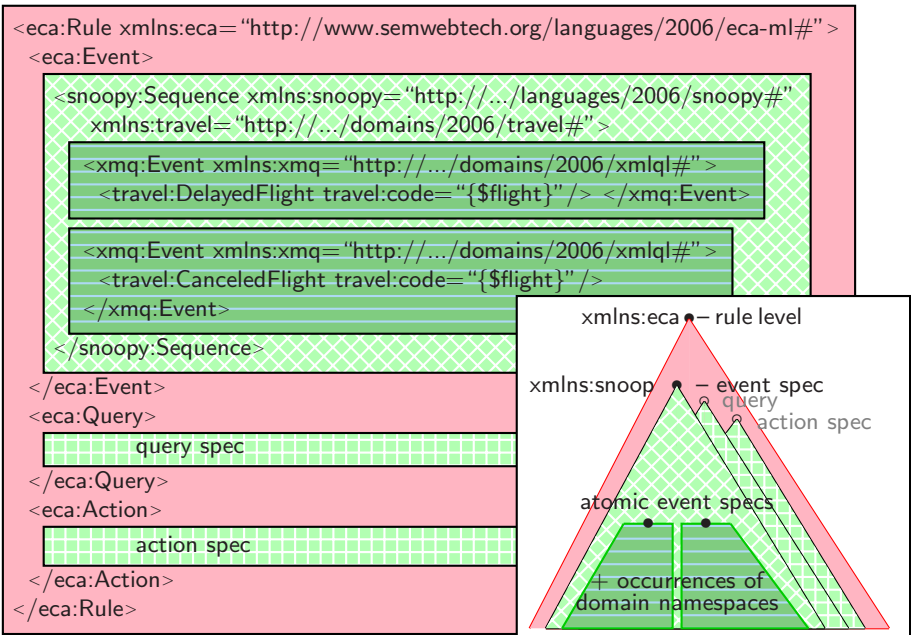 <eca:Rule xmlns:eca=“http://www.semwebtech.org/languages/2006/eca-ml#”>
<eca:Event>
<snoopy:Sequence xmlns:snoopy=“http://.../languages/2006/snoopy#”
xmlns:travel=“http://.../domains/2006/travel#”>
<xmq:Event xmlns:xmq=“http://.../domains/2006/xmlql#”>
<travel:DelayedFlight travel:code=“{$flight}”/> </xmq:Event>
<xmq:Event xmlns:xmq=“http://.../domains/2006/xmlql#”>
<travel:CanceledFlight travel:code=“{$flight}”/>
</xmq:Event>
</snoopy:Sequence>
</eca:Event>
<eca:Query>
query spec
</eca:Query>
<eca:Action>
action spec
</eca:Action>
</eca:Rule>
xmlns:eca – rule level
xmlns:snoop – event spec
query
action spec
atomic event specs
+ occurrences of
domain namespaces